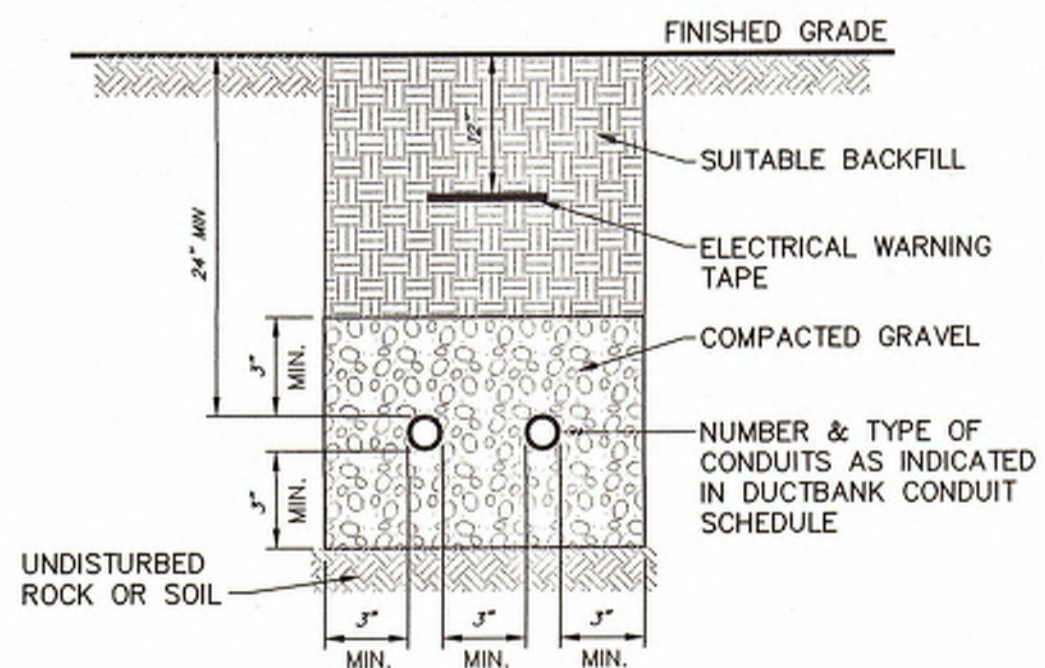 FINISHED GRADE
12"
SUITABLE BACKFILL
24" MIN
ELECTRICAL WARNING
TAPE
COMPACTED GRAVEL
3"
MIN.
NUMBER & TYPE OF
CONDUITS AS INDICATED
IN DUCTBANK CONDUIT
SCHEDULE
3"
MIN.
UNDISTURBED
ROCK OR SOIL
3" 3" 3"
MIN. MIN. MIN.